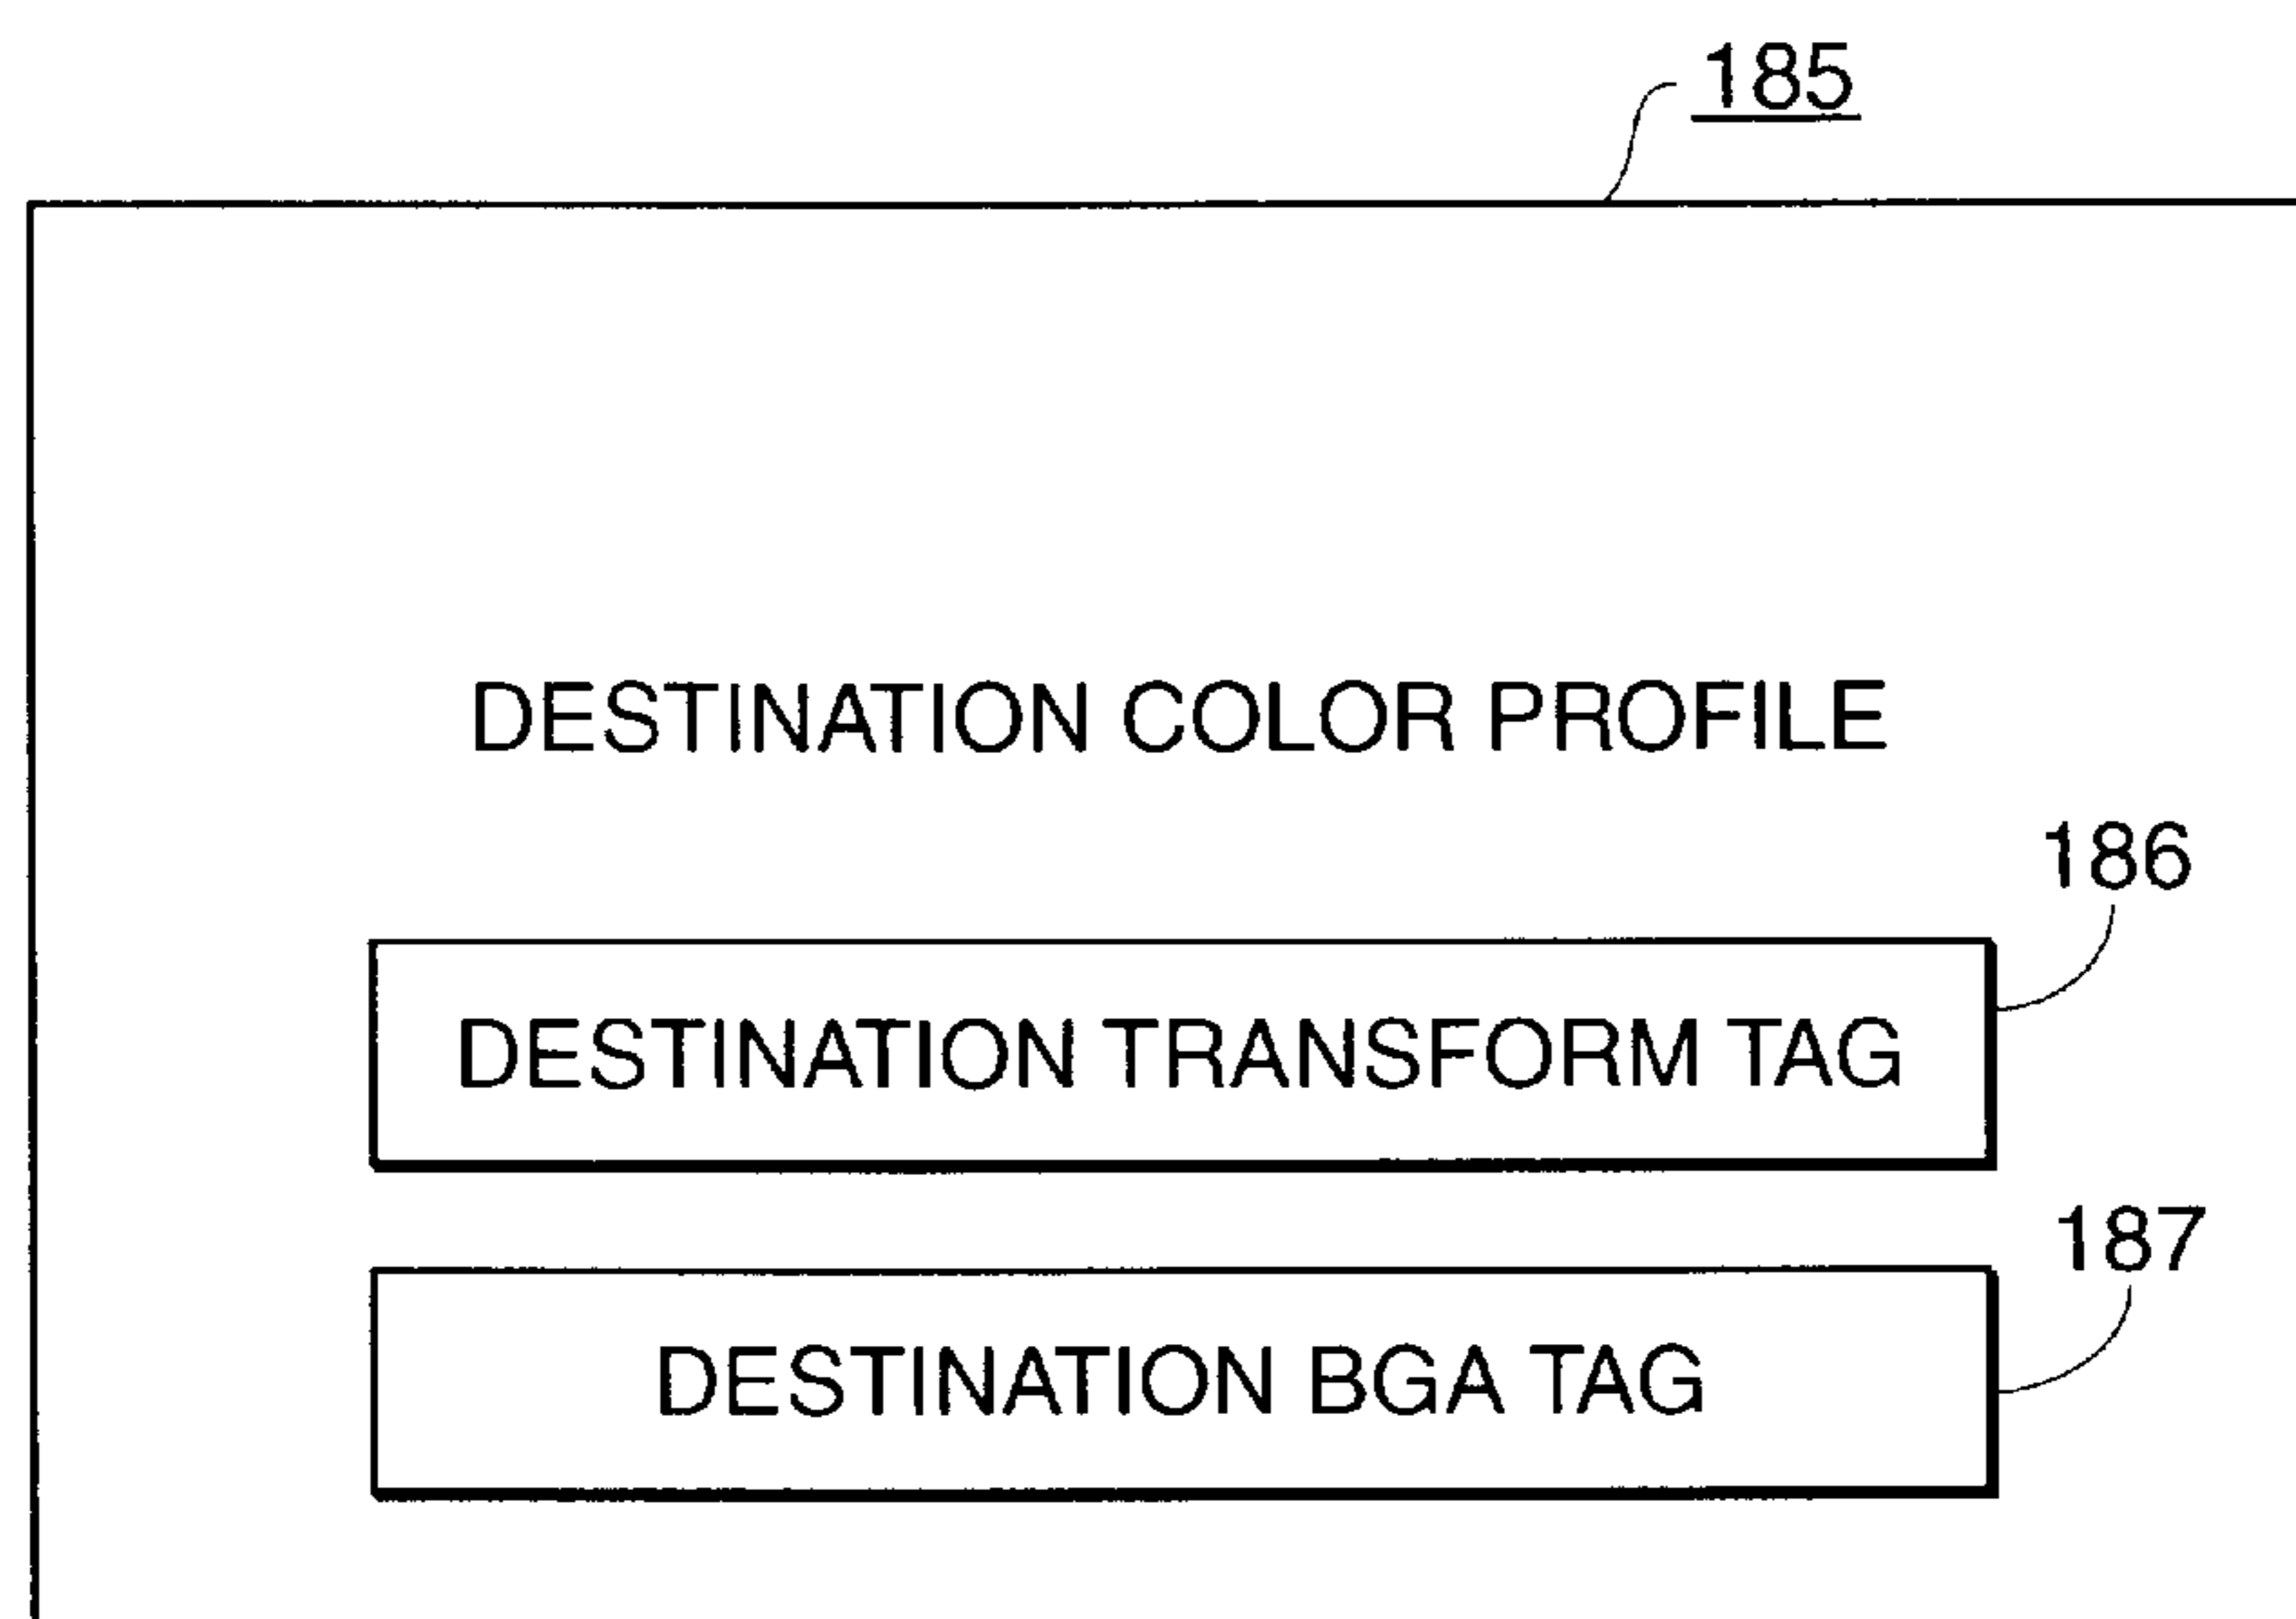 185
DESTINATION COLOR PROFILE
186
DESTINATION TRANSFORM TAG
187
DESTINATION BGA TAG